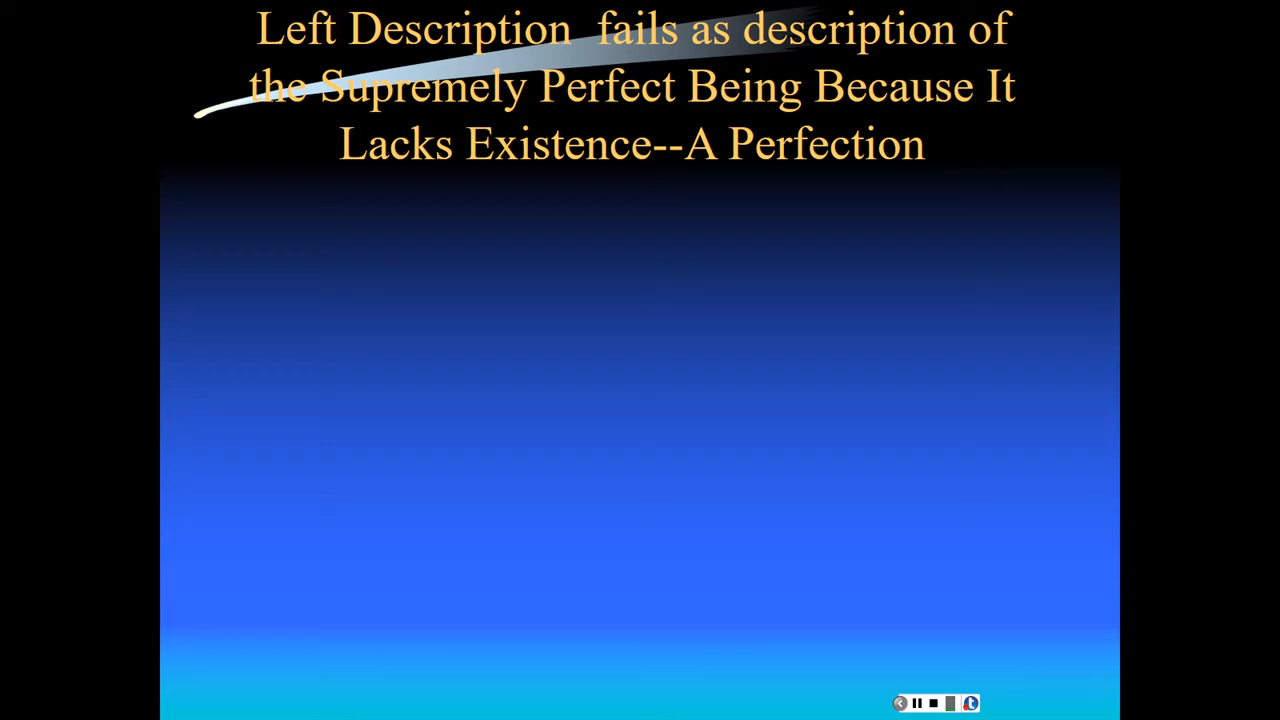 Left Description  fails as description of
the Supremely Perfect Being Because It
Lacks Existence--A Perfection